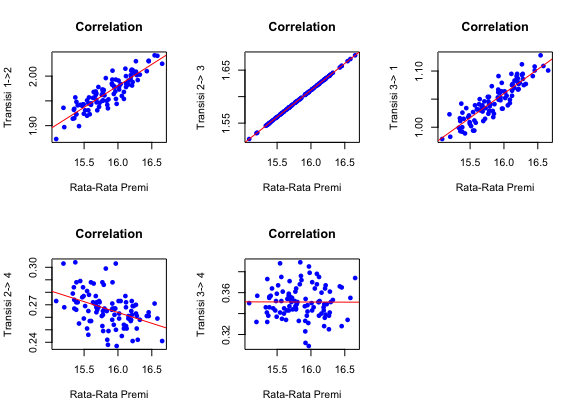 Correlation
Transisi 1->2
2.00
1.90
15.5 16.0 16.5
Rata-Rata Premi
Correlation
Transisi 2-> 3
1.65
1.55
15.5 16.0 16.5
Rata-Rata Premi
Correlation
Transisi 3-> 1
1.10
1.00
15.5 16.0 16.5
Rata-Rata Premi
Correlation
Transisi 2-> 4
0.30
0.27
0.24
15.5 16.0 16.5
Rata-Rata Premi
Correlation
Transisi 3-> 4
0.36
0.32
15.5 16.0 16.5
Rata-Rata Premi